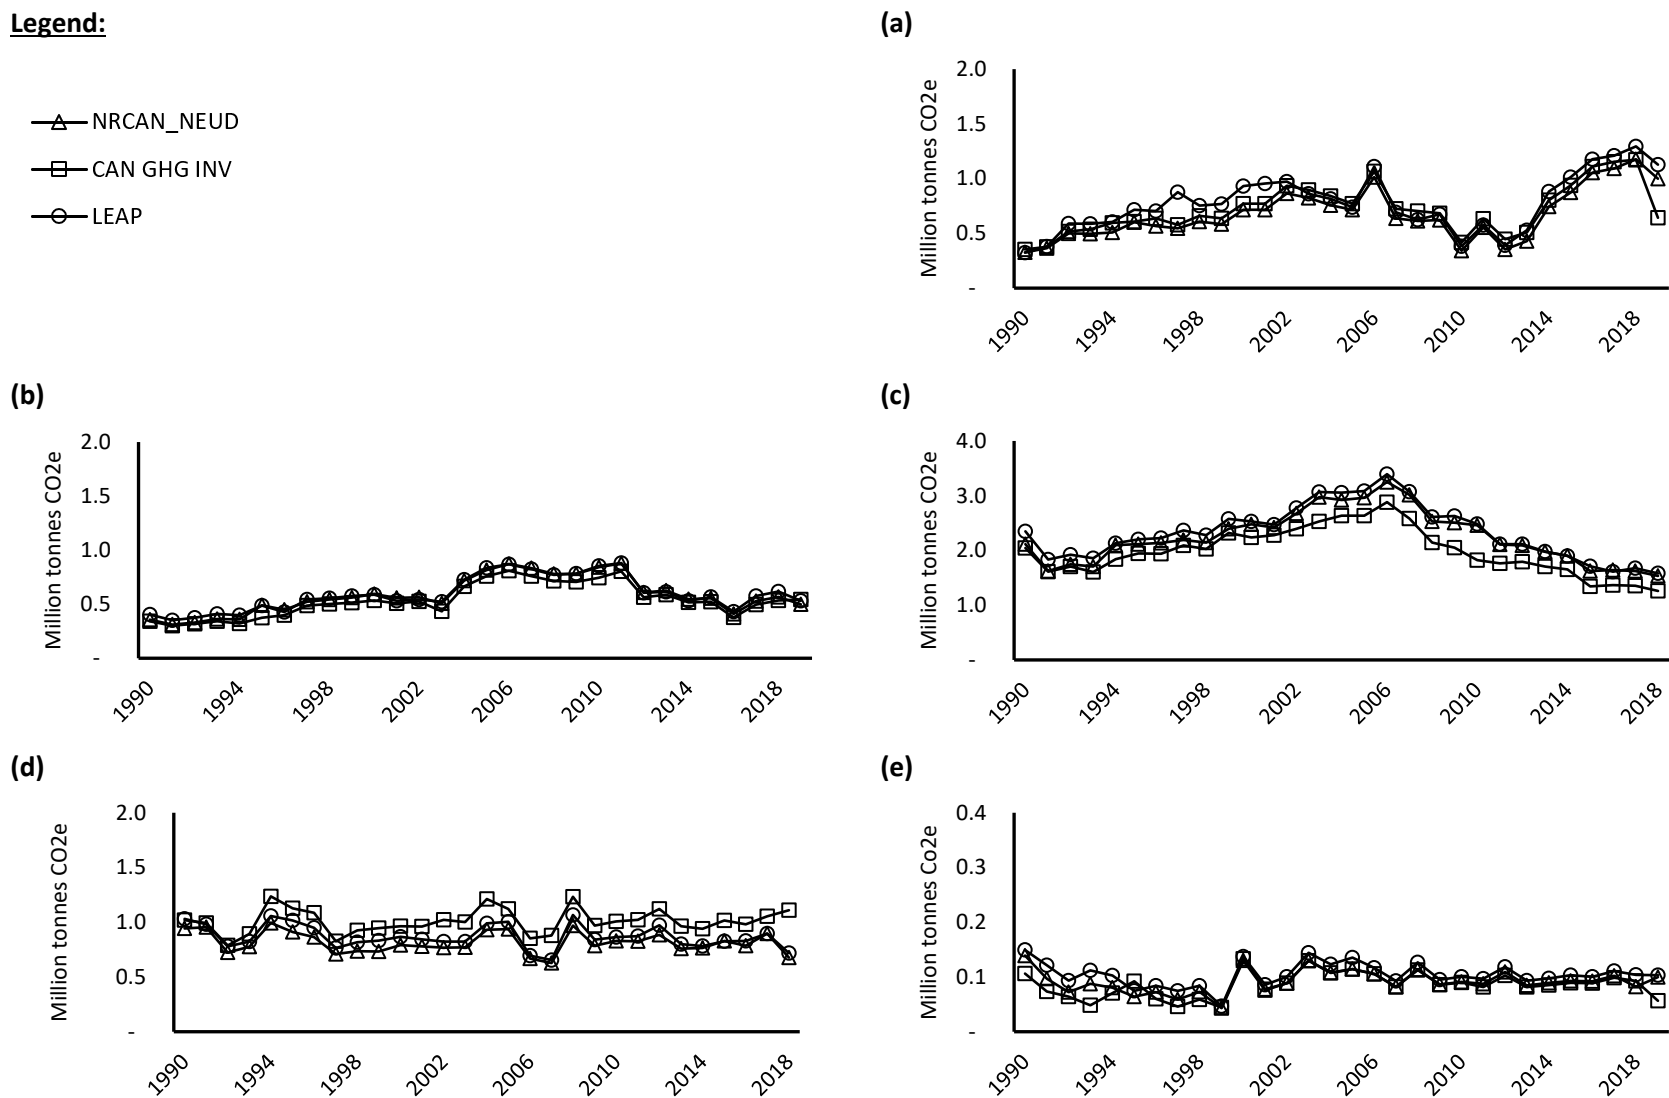 Legend:
NRCAN_NEUD
CAN GHG INV
LEAP
(a)
Million tonnes CO2e
2.0
1.5
1.0
0.5
-
1990 1994 1998 2002 2006 2010 2014 2018
(b)
Million tonnes CO2e
2.0
1.5
1.0
0.5
-
1990 1994 1998 2002 2006 2010 2014 2018
(c)
Million tonnes CO2e
4.0
3.0
2.0
1.0
-
1990 1994 1998 2002 2006 2010 2014 2018
(d)
Million tonnes CO2e
2.0
1.5
1.0
0.5
-
1990 1994 1998 2002 2006 2010 2014 2018
(e)
Million tonnes Co2e
0.4
0.3
0.2
0.1
-
1990 1994 1998 2002 2006 2010 2014 2018